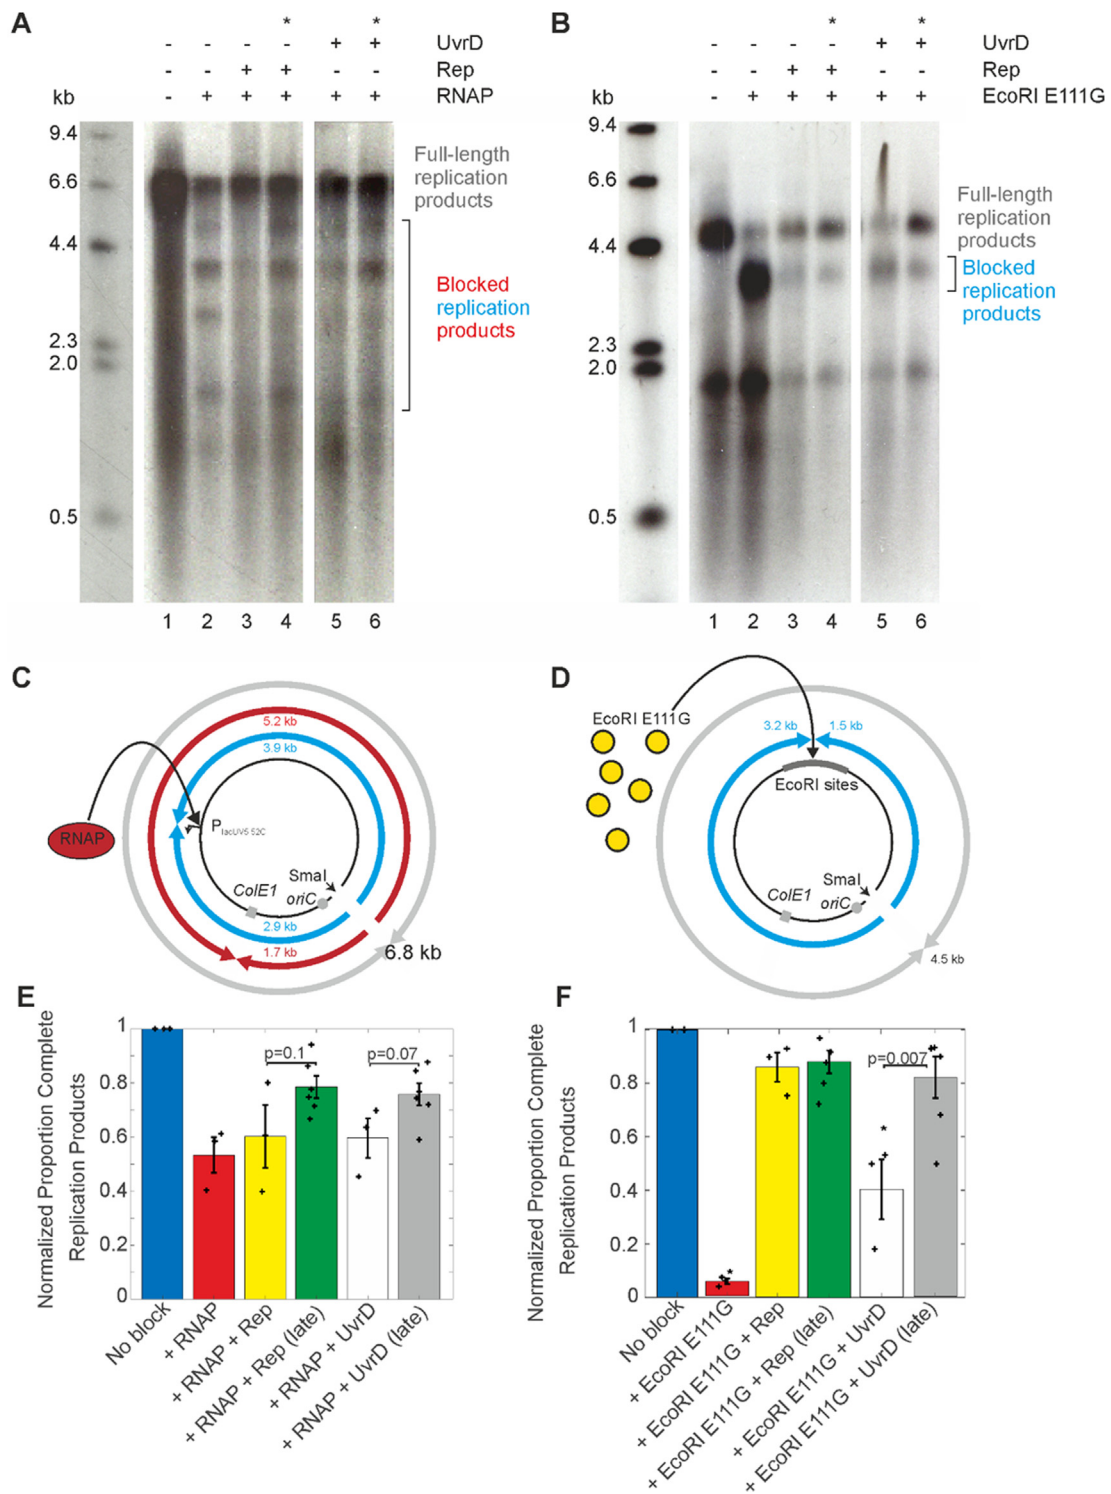 A
* *
- - - - + + UvrD
- - + + - - Rep
kb - + + + + + RNAP
9.4
6.6
4.4
2.3
2.0
0.5
Full-length
replication
products
Blocked
replication
products
1 2 3 4 5 6
B
* *
- - - - + + UvrD
- - + + - - Rep
kb - + + + + + EcoRI E111G
9.4
6.6
4.4
2.3
2.0
0.5
Full-length
replication
products
Blocked
replication
products
1 2 3 4 5 6
C
RNAP
5.2 kb
3.9 kb
PlacUV5 52C
SmaI
ColE1
oriC
2.9 kb
1.7 kb
6.8 kb
D
EcoRI E111G
3.2 kb
1.5 kb
EcoRI sites
SmaI
ColE1
oriC
4.5 kb
E
Normalized Proportion Complete
Replication Products
1
0.8
0.6
0.4
0.2
0
p=0.1
p=0.07
No block
+ RNAP
+ RNAP + Rep
+ RNAP + Rep (late)
+ RNAP + UvrD
+ RNAP + UvrD (late)
F
Normalized Proportion Complete
Replication Products
1
0.8
0.6
0.4
0.2
0
*
*
p=0.007
No block
+ EcoRI E111G
+ EcoRI E111G + Rep
+ EcoRI E111G + Rep (late)
+ EcoRI E111G + UvrD
+ EcoRI E111G + UvrD (late)